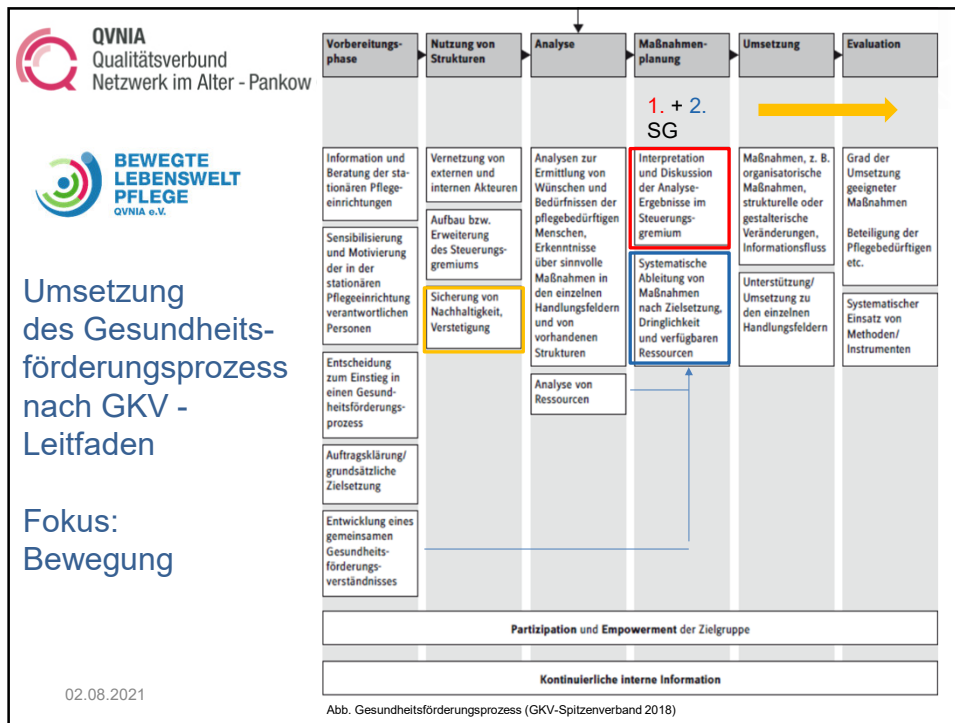 QVNIA
Qualitätsverbund
Netzwerk im Alter - Pankow
BEWEGTE
LEBENSWELT
PFLEGE
QVNIA e.V.
Umsetzung
des Gesundheits-
förderungsprozess
nach GKV -
Leitfaden
Fokus:
Bewegung
02.08.2021
Vorbereitungs-
phase
Nutzung von
Strukturen
Analyse
Maßnahmen-
planung
Umsetzung
Evaluation
1. + 2.
SG
Information und
Beratung der sta-
tionären Pflege-
einrichtungen
Sensibilisierung
und Motivierung
der in der
stationären
Pflegeeinrichtung
verantwortlichen
Personen
Entscheidung
zum Einstieg in
einen Gesund-
heitsförderungs-
prozess
Auftragsklärung/
grundsätzliche
Zielsetzung
Entwicklung eines
gemeinsamen
Gesundheits-
förderungs-
verständnisses
Vernetzung von
externen und
internen Akteuren
Aufbau bzw.
Erweiterung
des Steuerungs-
gremiums
Sicherung von
Nachhaltigkeit,
Verstetigung
Analysen zur
Ermittlung von
Wünschen und
Bedürfnissen der
pflegebedürftigen
Menschen,
Erkenntnisse
über sinnvolle
Maßnahmen in
den einzelnen
Handlungsfeldern
und von
vorhandenen
Strukturen
Analyse von
Ressourcen
Interpretation
und Diskussion
der Analyse-
Ergebnisse im
Steuerungs-
gremium
Systematische
Ableitung von
Maßnahmen
nach Zielsetzung,
Dringlichkeit
und verfügbaren
Ressourcen
Maßnahmen, z. B.
organisatorische
Maßnahmen,
strukturelle oder
gestalterische
Veränderungen,
Informationsfluss
Unterstützung/
Umsetzung zu
den einzelnen
Handlungsfeldern
Grad der
Umsetzung
geeigneter
Maßnahmen
Beteiligung der
Pflegebedürftigen
etc.
Systematischer
Einsatz von
Methoden/
Instrumenten
Partizipation und Empowerment der Zielgruppe
Kontinuierliche interne Information
Abb. Gesundheitsförderungsprozess (GKV-Spitzenverband 2018)